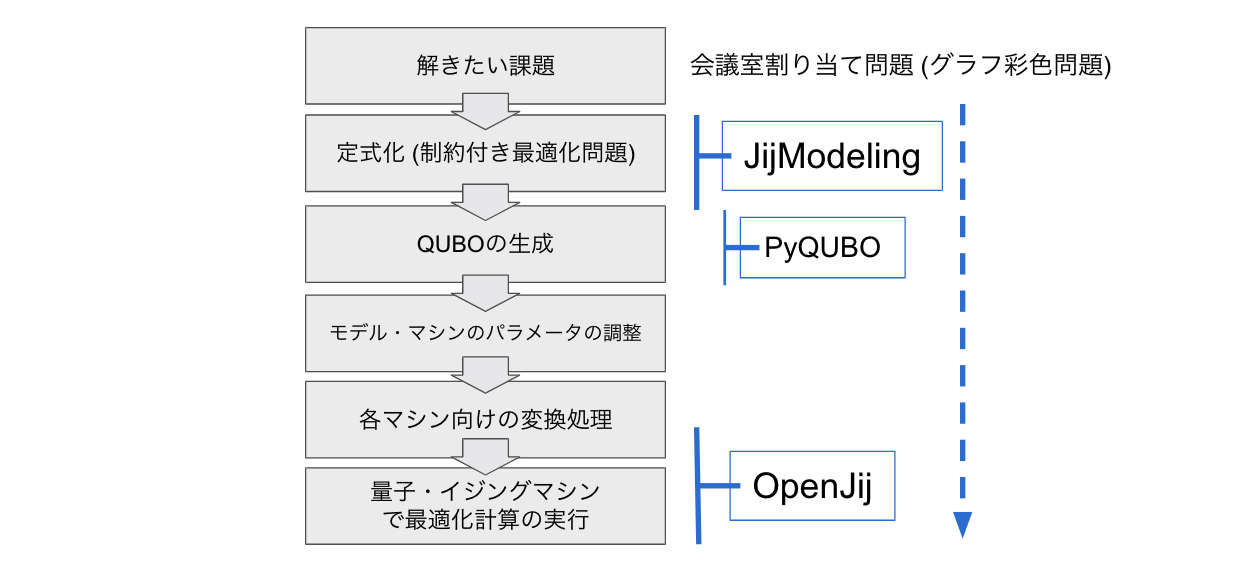 解きたい課題
会議室割り当て問題 (グラフ彩色問題)
定式化 (制約付き最適化問題)
JijModeling
QUBOの生成
PyQUBO
モデル・マシンのパラメータの調整
各マシン向けの変換処理
量子・イジングマシン
で最適化計算の実行
OpenJij